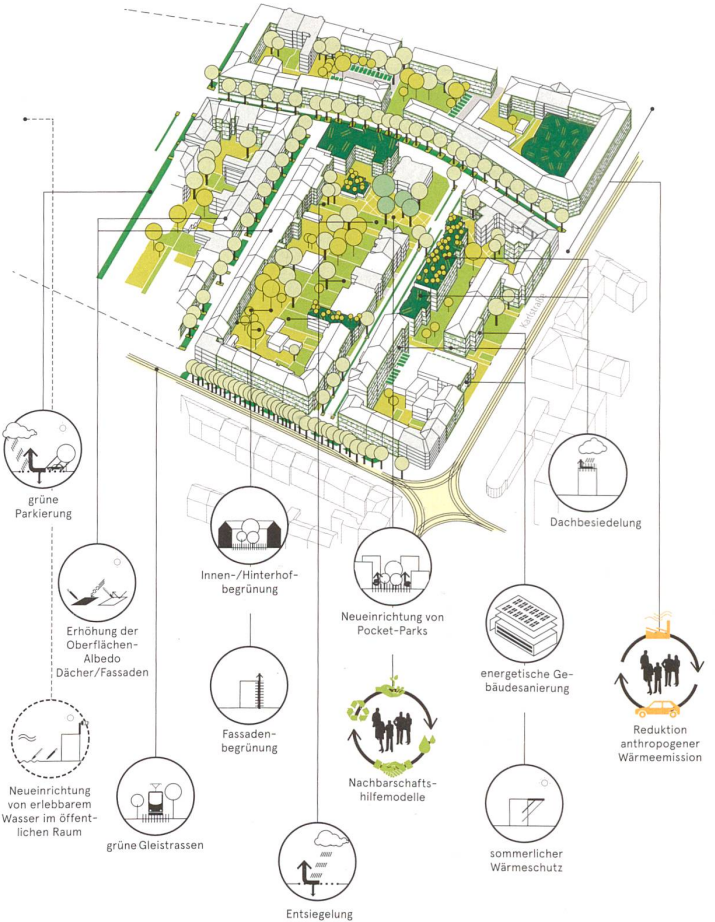 Karlstraße
grüne
Parkierung
Dachbesiedelung
Innen-/Hinterhof-
begrünung
Neueinrichtung von
Pocket-Parks
Erhöhung der
Oberflächen-
Albedo
Dächer/Fassaden
energetische Ge-
bäudesanierung
Fassaden-
begrünung
Reduktion
anthropogener
Wärmeemission
Nachbarschafts-
hilfemodelle
Neueinrichtung
von erlebbarem
Wasser im öffent-
lichen Raum
grüne Gleistrassen
sommerlicher
Wärmeschutz
Entsiegelung